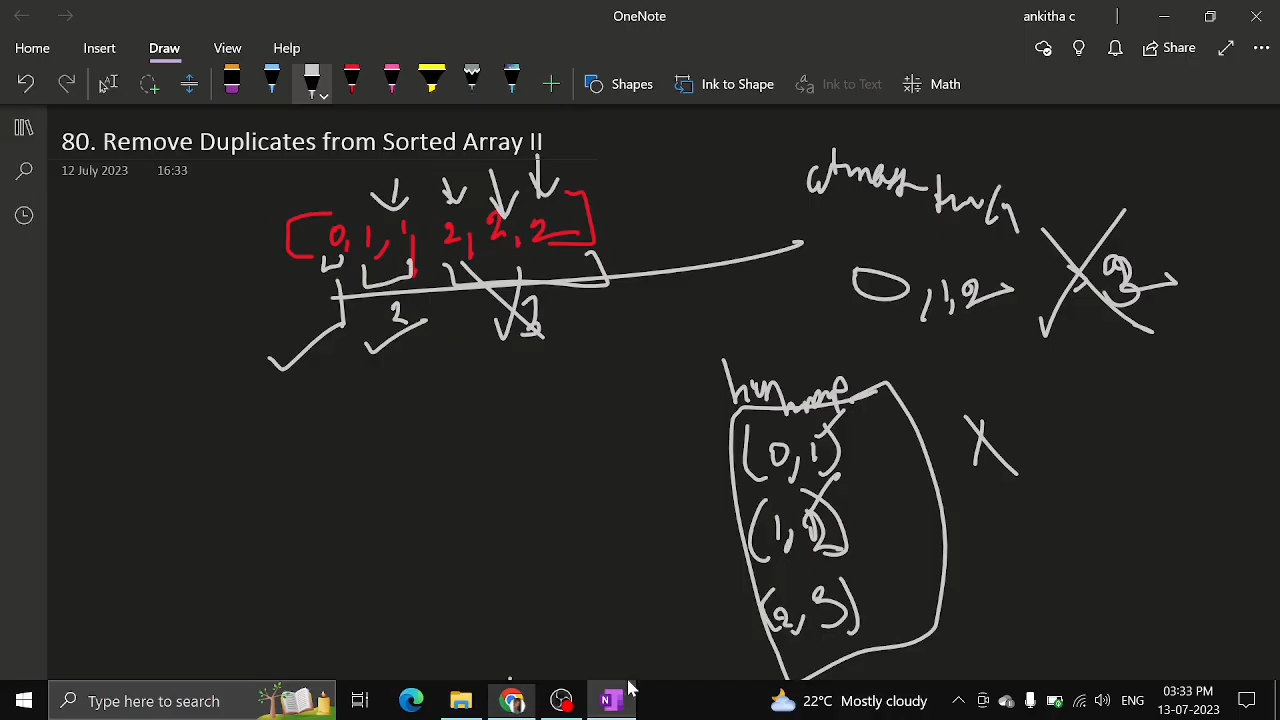 OneNote
ankitha c
Home Insert Draw View Help
Share
Shapes Ink to Shape Ink to Text Math
80. Remove Duplicates from Sorted Array II
12 July 2023 16:33
[0, 1, 1, 2, 2, 2]
2 3
0, 1, 2 3
(0, 1)
(1, 2)
(2, 3)
Type here to search
22°C Mostly cloudy
ENG
03:33 PM
13-07-2023